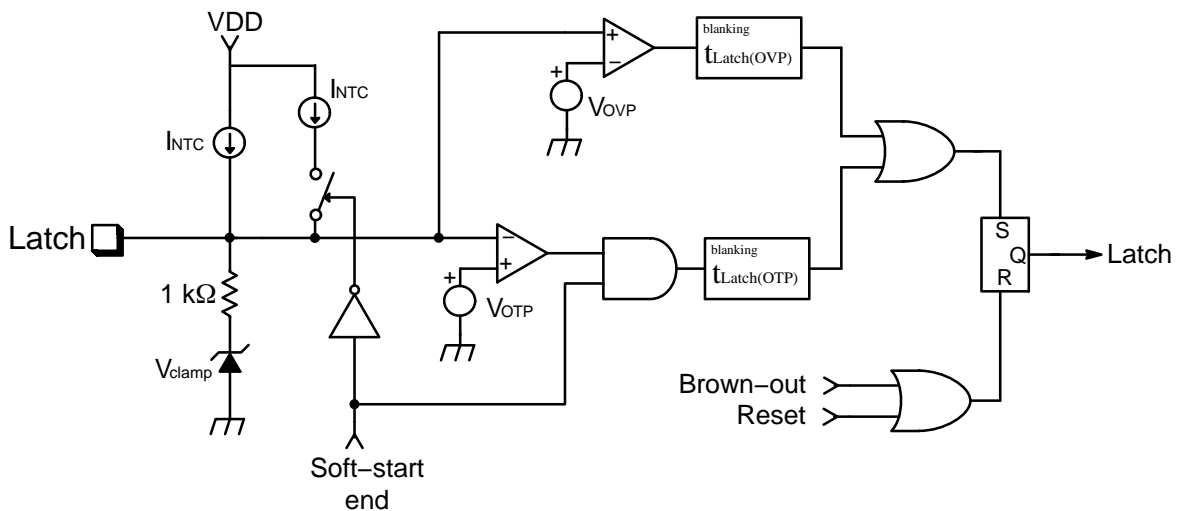 VDD
INTC
INTC
+
−
+
VOVP
blanking
tLatch(OVP)
Latch
−
+
+
VOTP
blanking
tLatch(OTP)
S
Q
R
Latch
1 kΩ
Vclamp
Brown−out
Reset
Soft−start
end